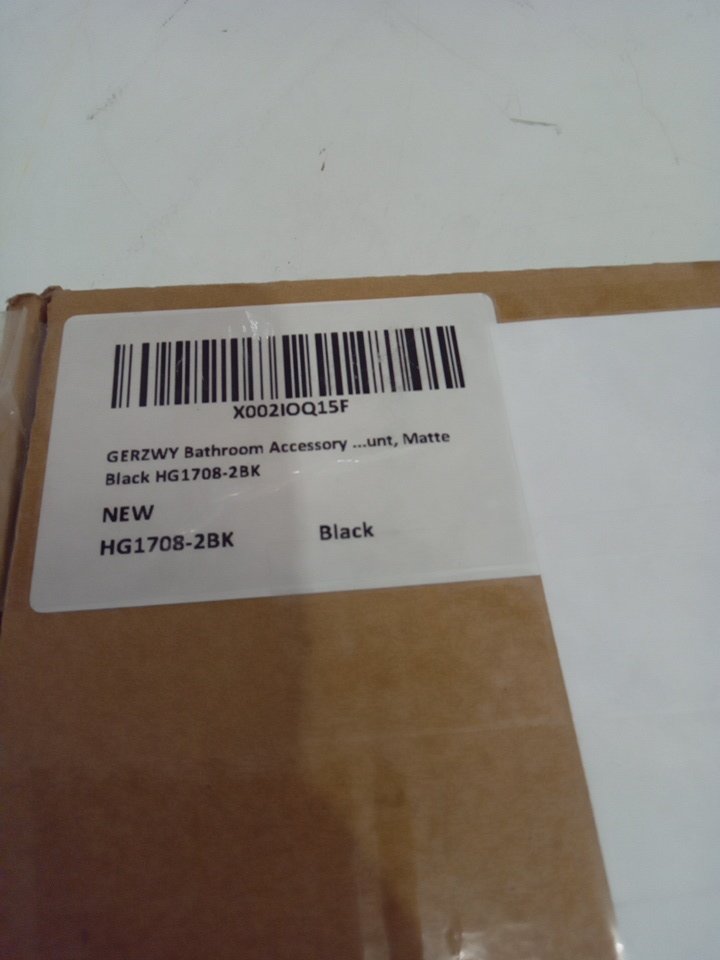 X002IOQ15F
GERZWY Bathroom Accessory ...unt, Matte
Black HG1708-2BK
NEW
HG1708-2BK Black